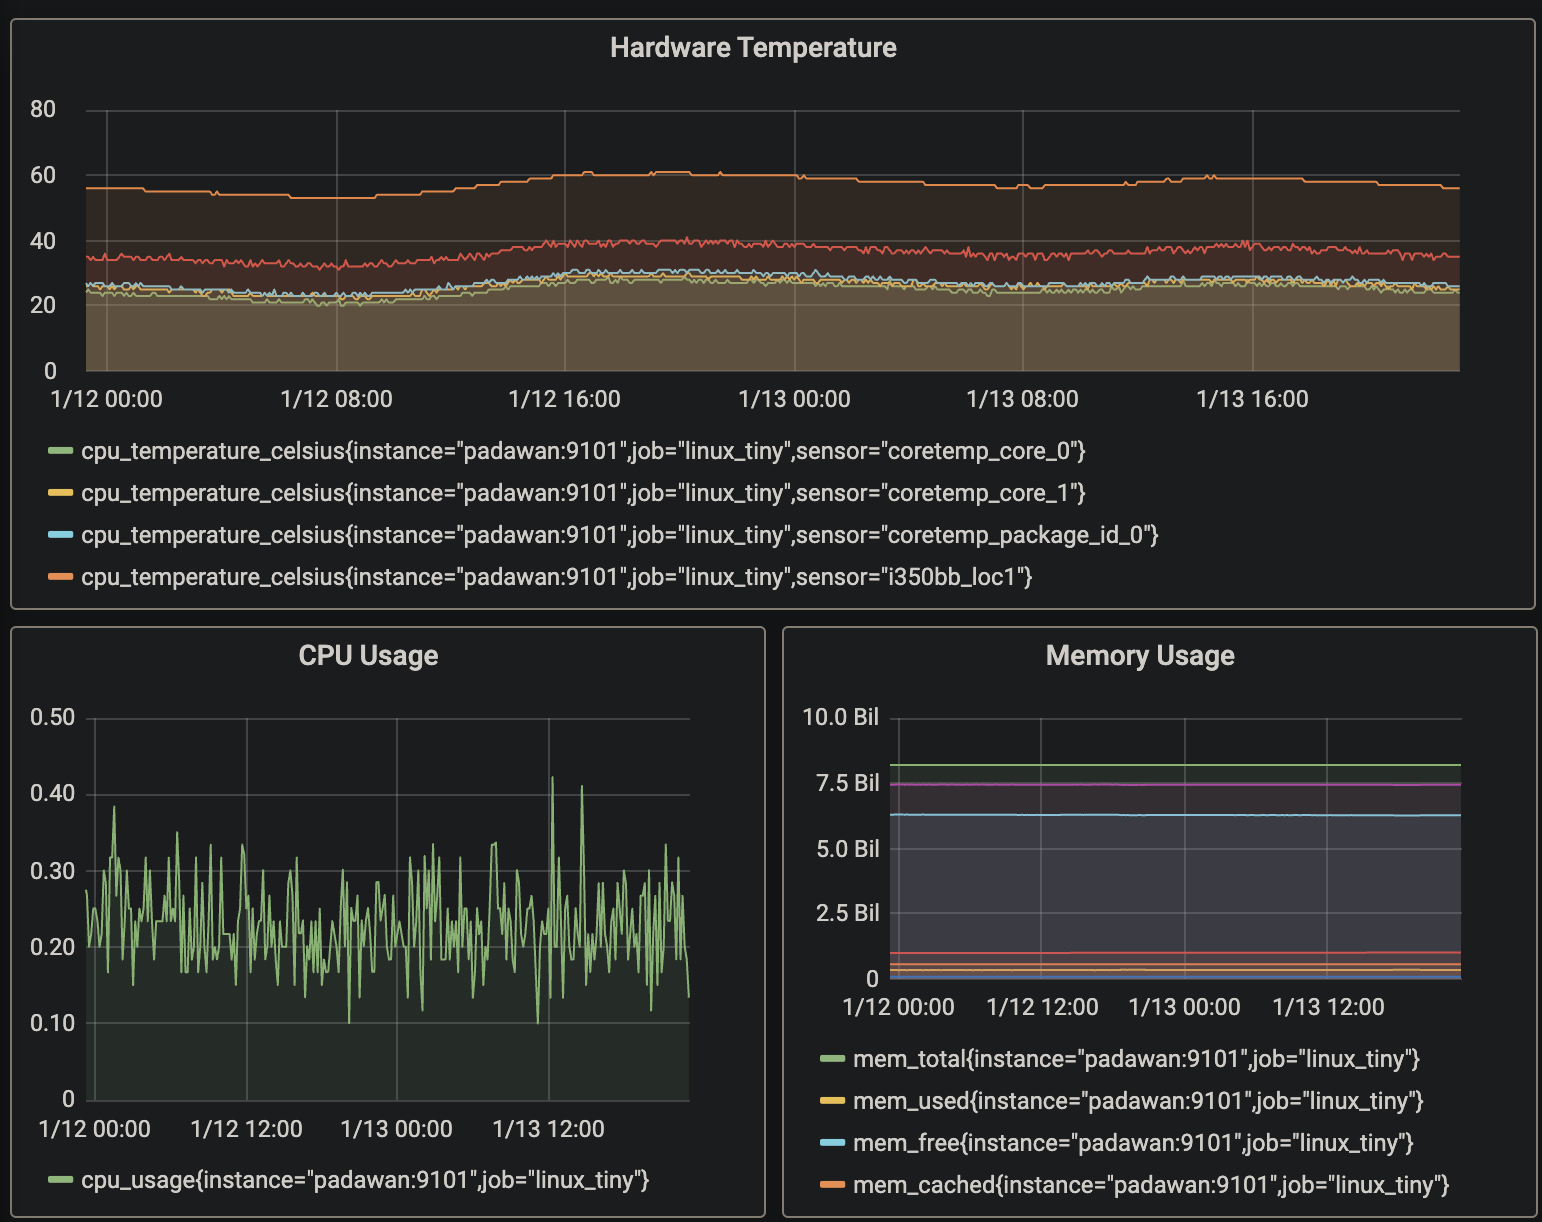 Hardware Temperature
80
60
40
20
0
1/12 00:00 1/12 08:00 1/12 16:00 1/13 00:00 1/13 08:00 1/13 16:00
cpu_temperature_celsius{instance="padawan:9101",job="linux_tiny",sensor="coretemp_core_0"}
cpu_temperature_celsius{instance="padawan:9101",job="linux_tiny",sensor="coretemp_core_1"}
cpu_temperature_celsius{instance="padawan:9101",job="linux_tiny",sensor="coretemp_package_id_0"}
cpu_temperature_celsius{instance="padawan:9101",job="linux_tiny",sensor="i350bb_loc1"}
CPU Usage
0.50
0.40
0.30
0.20
0.10
0
1/12 00:00 1/12 12:00 1/13 00:00 1/13 12:00
cpu_usage{instance="padawan:9101",job="linux_tiny"}
Memory Usage
10.0 Bil
7.5 Bil
5.0 Bil
2.5 Bil
0
1/12 00:00 1/12 12:00 1/13 00:00 1/13 12:00
mem_total{instance="padawan:9101",job="linux_tiny"}
mem_used{instance="padawan:9101",job="linux_tiny"}
mem_free{instance="padawan:9101",job="linux_tiny"}
mem_cached{instance="padawan:9101",job="linux_tiny"}